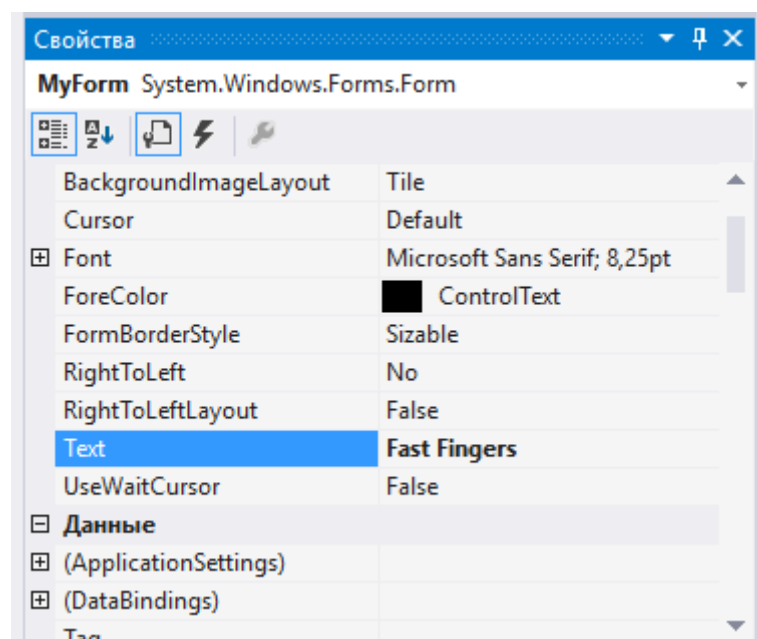 Свойства
MyForm System.Windows.Forms.Form
BackgroundImageLayout Tile
Cursor Default
Font Microsoft Sans Serif; 8,25pt
ForeColor ControlText
FormBorderStyle Sizable
RightToLeft No
RightToLeftLayout False
Text Fast Fingers
UseWaitCursor False
Данные
(ApplicationSettings)
(DataBindings)
Tag